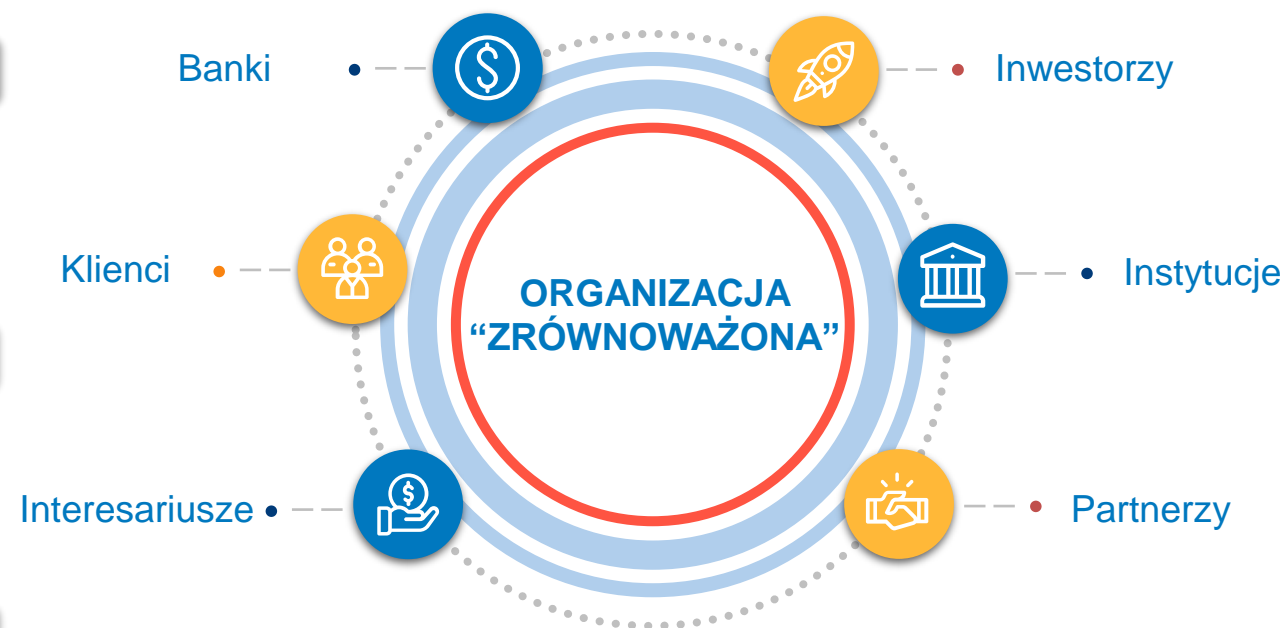 Banki
Inwestorzy
Klienci
ORGANIZACJA
“ZRÓWNOWAŻONA”
Instytucje
Interesariusze
Partnerzy